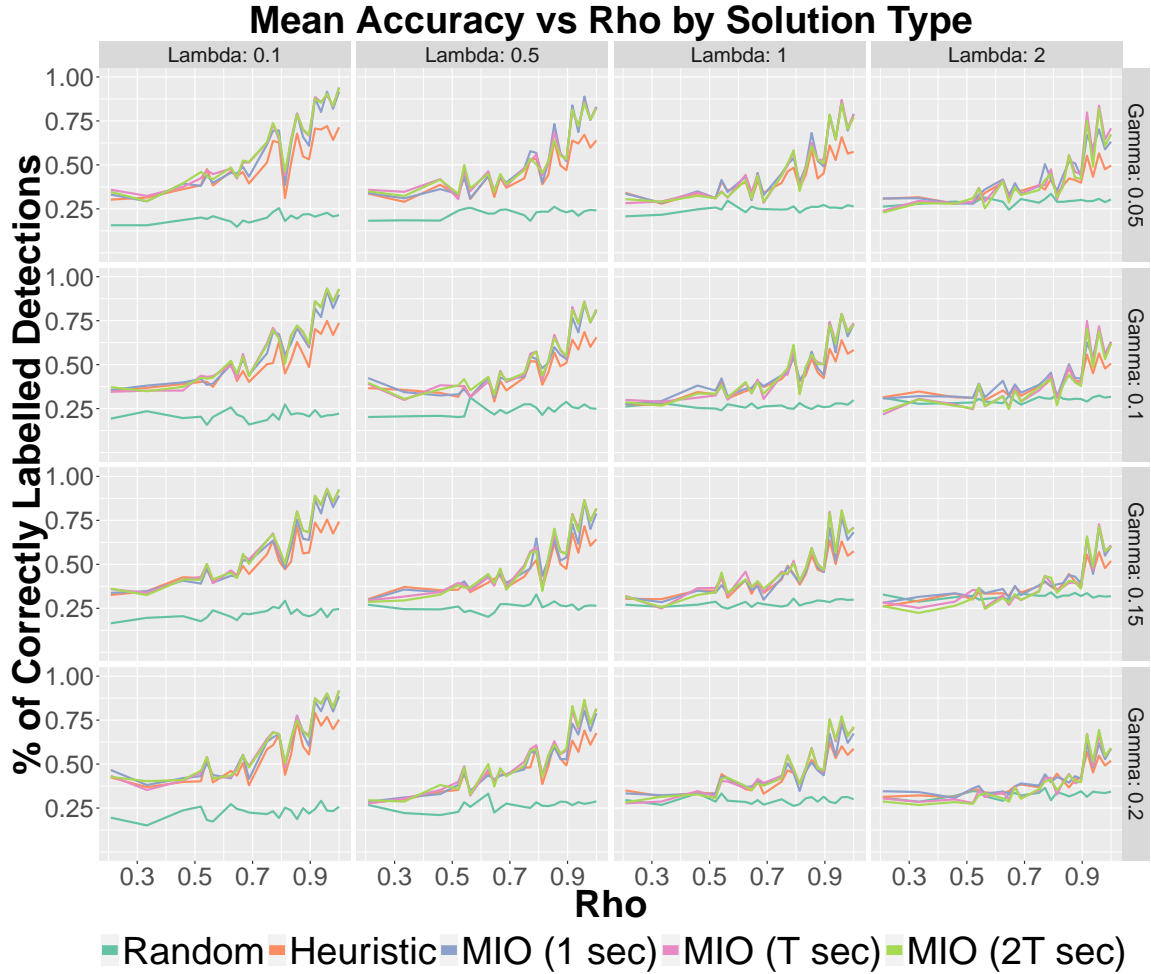 Mean Accuracy vs Rho by Solution Type
Lambda: 0.1 Lambda: 0.5 Lambda: 1 Lambda: 2
% of Correctly Labelled Detections
1.00
0.75
0.50
0.25
Gamma: 0.05
1.00
0.75
0.50
0.25
Gamma: 0.1
1.00
0.75
0.50
0.25
Gamma: 0.15
1.00
0.75
0.50
0.25
Gamma: 0.2
0.3 0.5 0.7 0.9 0.3 0.5 0.7 0.9 0.3 0.5 0.7 0.9 0.3 0.5 0.7 0.9
Rho
Random Heuristic MIO (1 sec) MIO (T sec) MIO (2T sec)